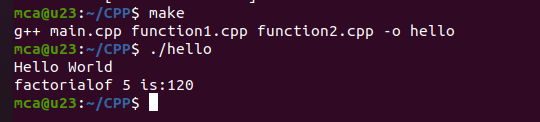 mca@u23:~/CPP$ make
g++ main.cpp function1.cpp function2.cpp -o hello
mca@u23:~/CPP$ ./hello
Hello World
factorialof 5 is:120
mca@u23:~/CPP$